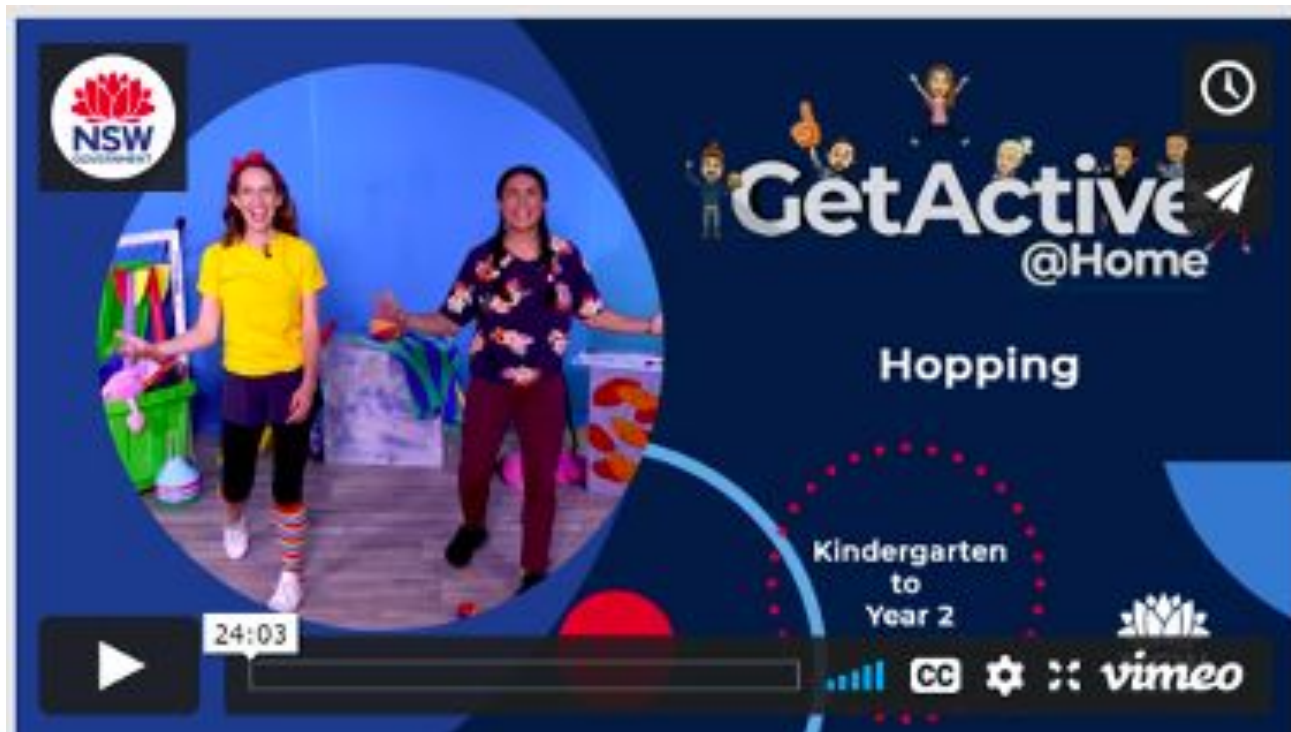 NSW
GOVERNMENT
GetActive
@Home
Hopping
Kindergarten
to
Year 2
24:03
CC
vimeo